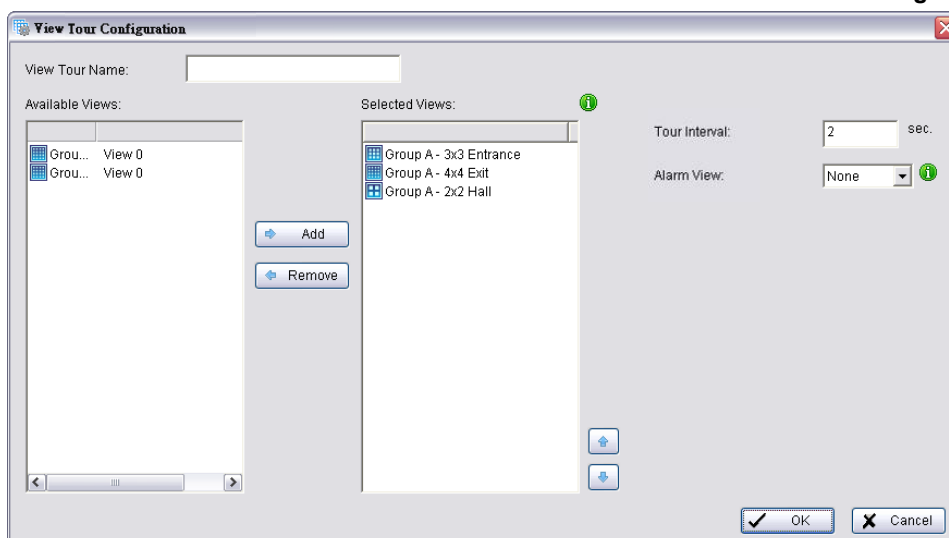 View Tour Configuration
View Tour Name:
Available Views:
Selected Views:
Grou... View 0
Grou... View 0
Add
Remove
Group A - 3x3 Entrance
Group A - 4x4 Exit
Group A - 2x2 Hall
Tour Interval: 2 sec.
Alarm View: None
OK
Cancel